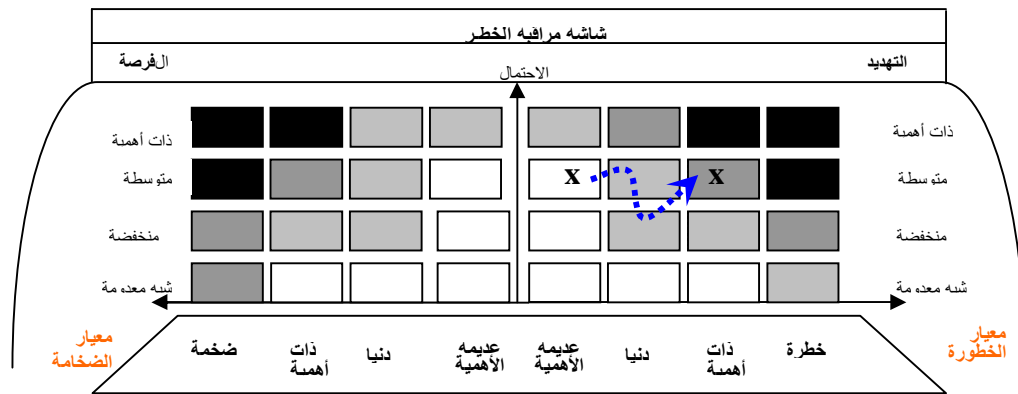 شاشه مراقبه الخطر
التهديد
الفرصة
الاحتمال
ذات أهمية
ذات أهمية
متوسطة
x
x
متوسطة
منخفضة
منخفضة
شبه معدومة
شبه معدومة
معيار الخطورة
خطرة
ذات أهمية
دنيا
عديمه الأهمية
عديمه الأهمية
دنيا
ذات أهمية
ضخمة
معيار الضخامة